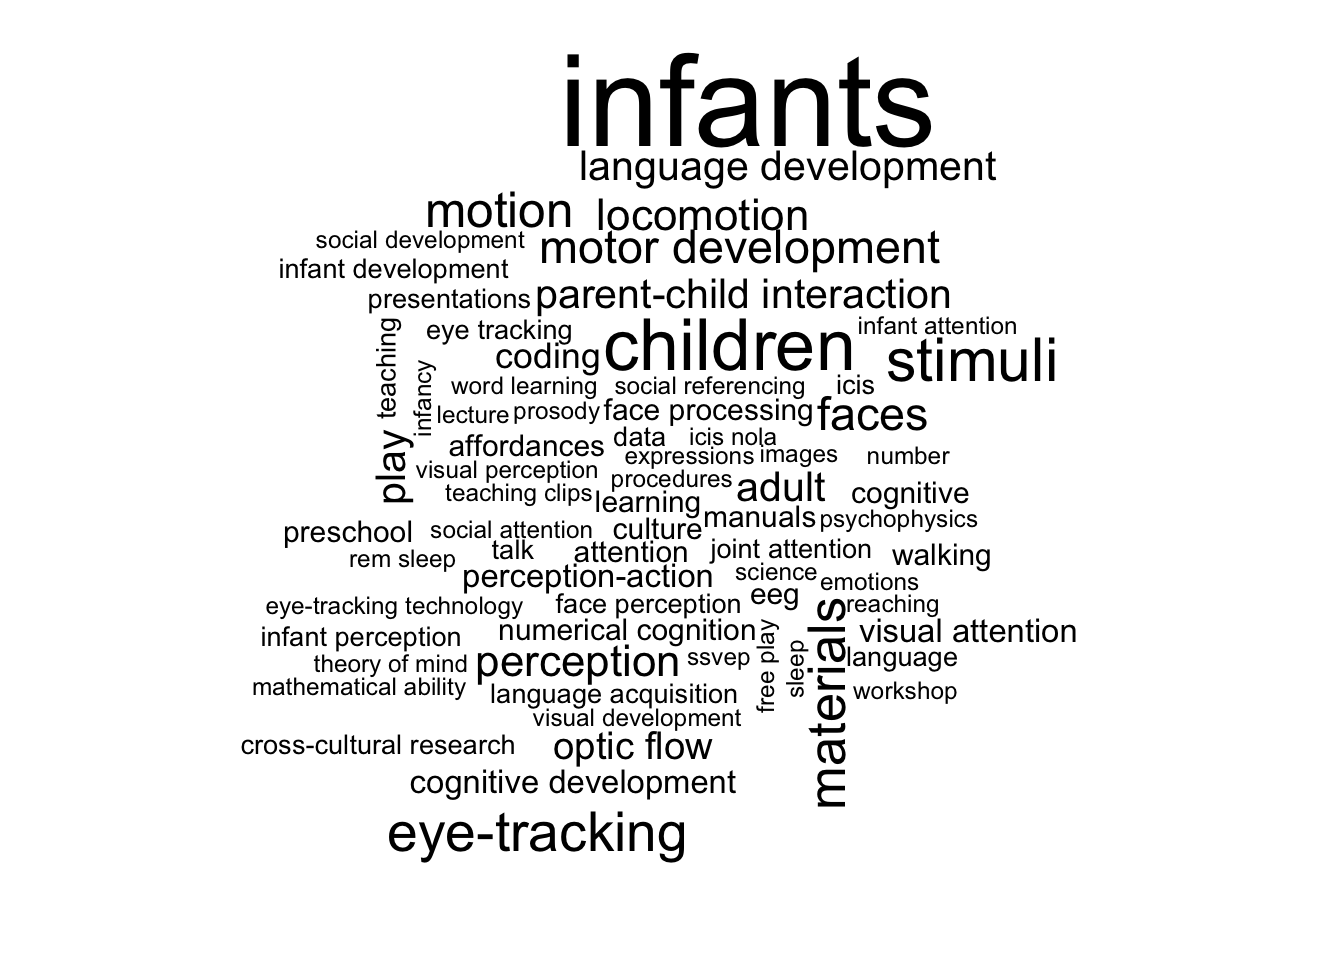 infants
language development
motion locomotion
social development motor development
infant development
presentations parent-child interaction
teaching eye tracking children infant attention
coding stimuli
infancy word learning social referencing icis
lecture prosody face processing faces
play affordances data icis nola
expressions images number
visual perception procedures adult cognitive
teaching clips learning
manuals psychophysics
preschool social attention culture
rem sleep talk attention joint attention walking
perception-action science emotions
eye-tracking technology face perception eeg reaching
infant perception numerical cognition visual attention
theory of mind perception ssvep free play sleep materials language
mathematical ability language acquisition workshop
visual development
cross-cultural research optic flow
cognitive development
eye-tracking